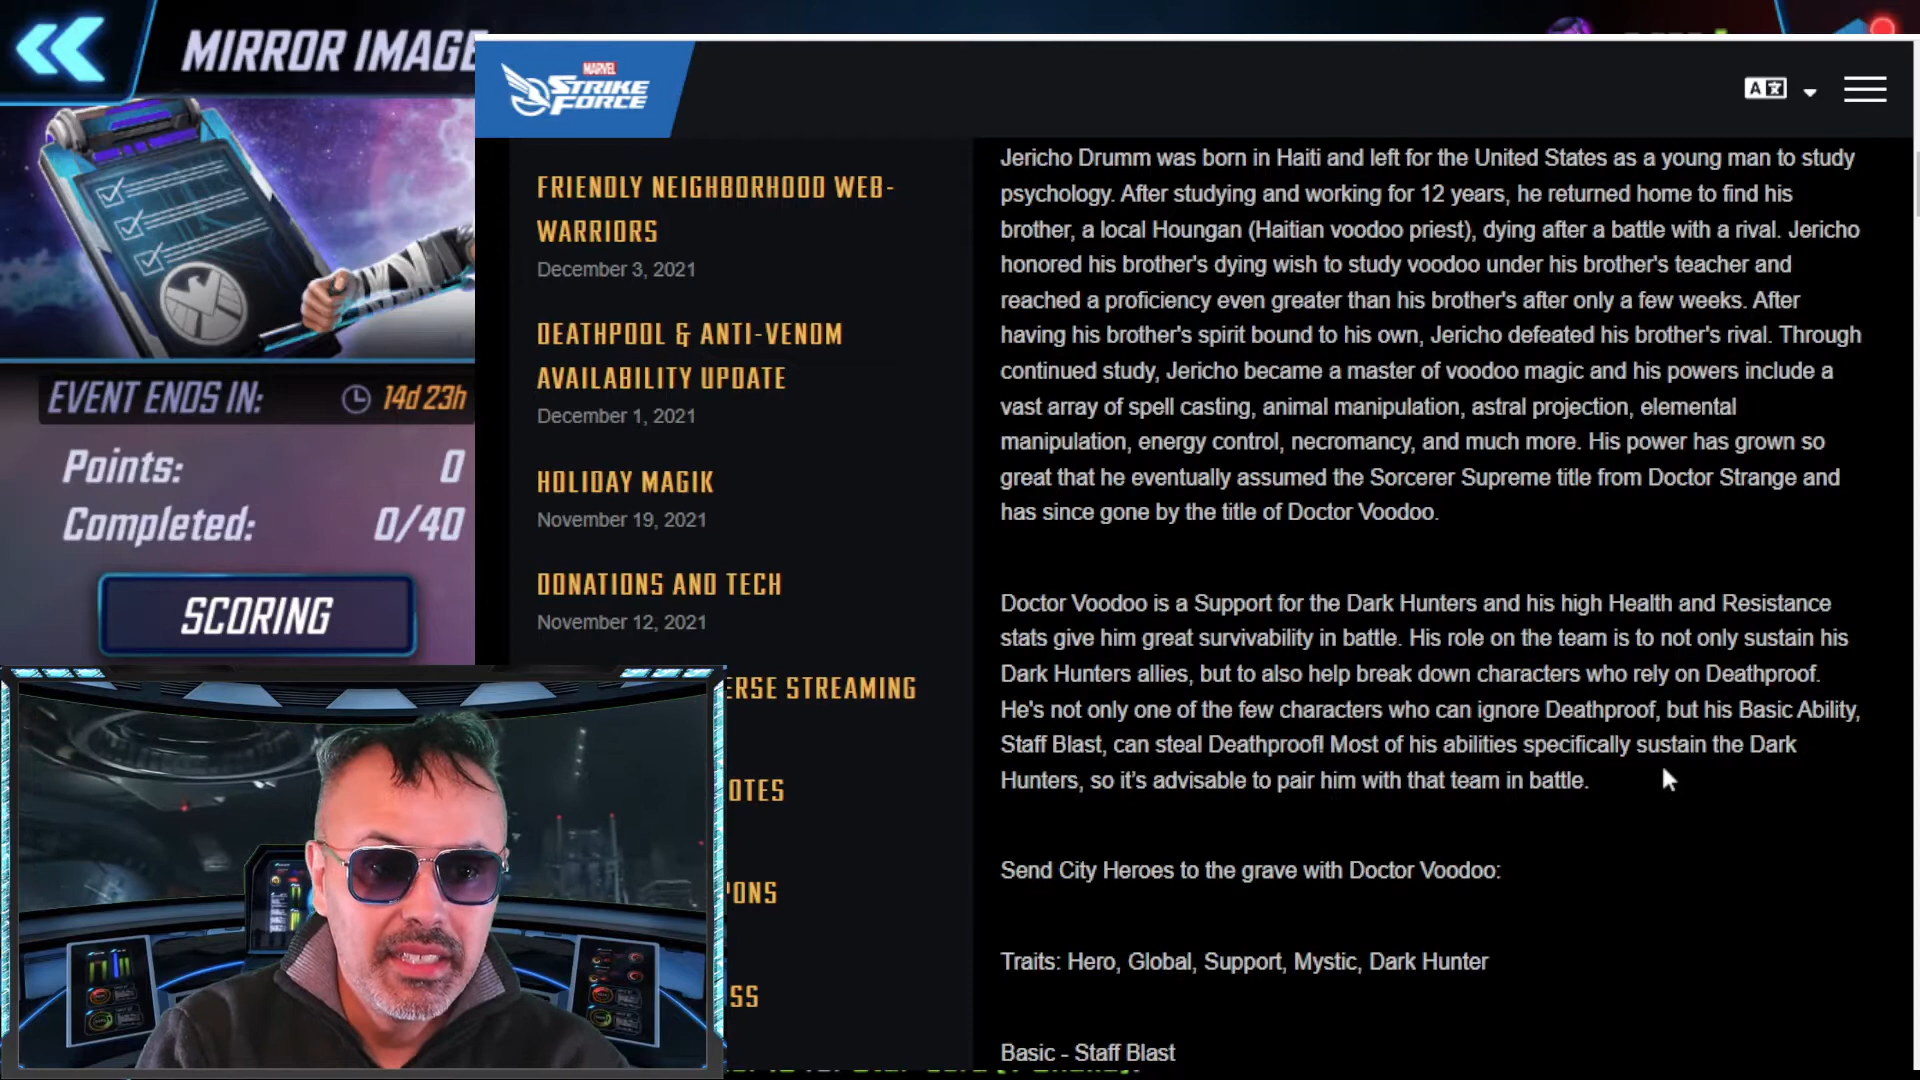 MIRROR IMAGE
EVENT ENDS IN: 14d 23h
Points: 0
Completed: 0/40
SCORING
MARVEL
STRIKE
FORCE
A
FRIENDLY NEIGHBORHOOD WEB-
WARRIORS
December 3, 2021
DEATHPOOL & ANTI-VENOM
AVAILABILITY UPDATE
December 1, 2021
HOLIDAY MAGIK
November 19, 2021
DONATIONS AND TECH
November 12, 2021
ERSE STREAMING
OTES
PONS
SS
Jericho Drumm was born in Haiti and left for the United States as a young man to study
psychology. After studying and working for 12 years, he returned home to find his
brother, a local Houngan (Haitian voodoo priest), dying after a battle with a rival. Jericho
honored his brother's dying wish to study voodoo under his brother's teacher and
reached a proficiency even greater than his brother's after only a few weeks. After
having his brother's spirit bound to his own, Jericho defeated his brother's rival. Through
continued study, Jericho became a master of voodoo magic and his powers include a
vast array of spell casting, animal manipulation, astral projection, elemental
manipulation, energy control, necromancy, and much more. His power has grown so
great that he eventually assumed the Sorcerer Supreme title from Doctor Strange and
has since gone by the title of Doctor Voodoo.
Doctor Voodoo is a Support for the Dark Hunters and his high Health and Resistance
stats give him great survivability in battle. His role on the team is to not only sustain his
Dark Hunters allies, but to also help break down characters who rely on Deathproof.
He's not only one of the few characters who can ignore Deathproof, but his Basic Ability,
Staff Blast, can steal Deathproof! Most of his abilities specifically sustain the Dark
Hunters, so it's advisable to pair him with that team in battle.
Send City Heroes to the grave with Doctor Voodoo:
Traits: Hero, Global, Support, Mystic, Dark Hunter
Basic - Staff Blast